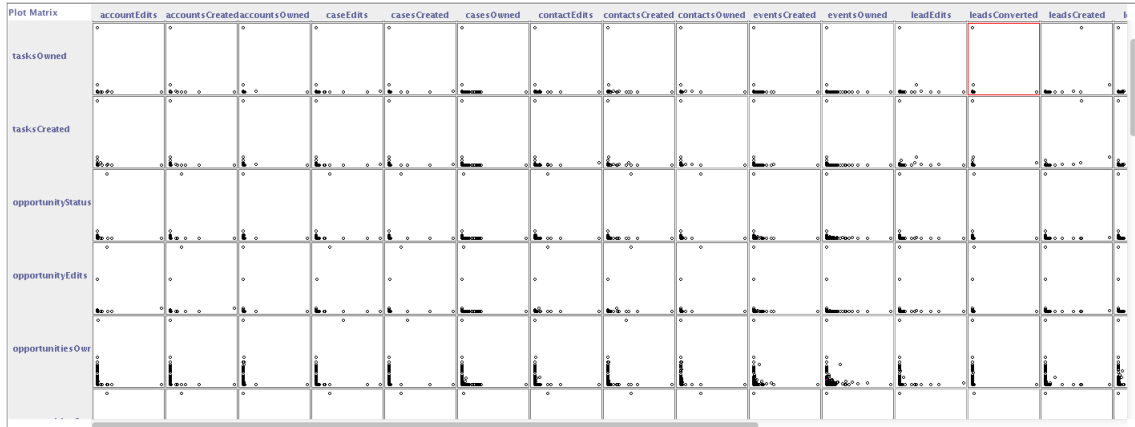 Plot Matrix
accountEdits accountsCreated accountsOwned caseEdits casesCreated casesOwned contactEdits contactsCreated contactsOwned eventsCreated eventsOwned leadEdits leadsConverted leadsCreated
tasksOwned
tasksCreated
opportunityStatus
opportunityEdits
opportunitiesOwr